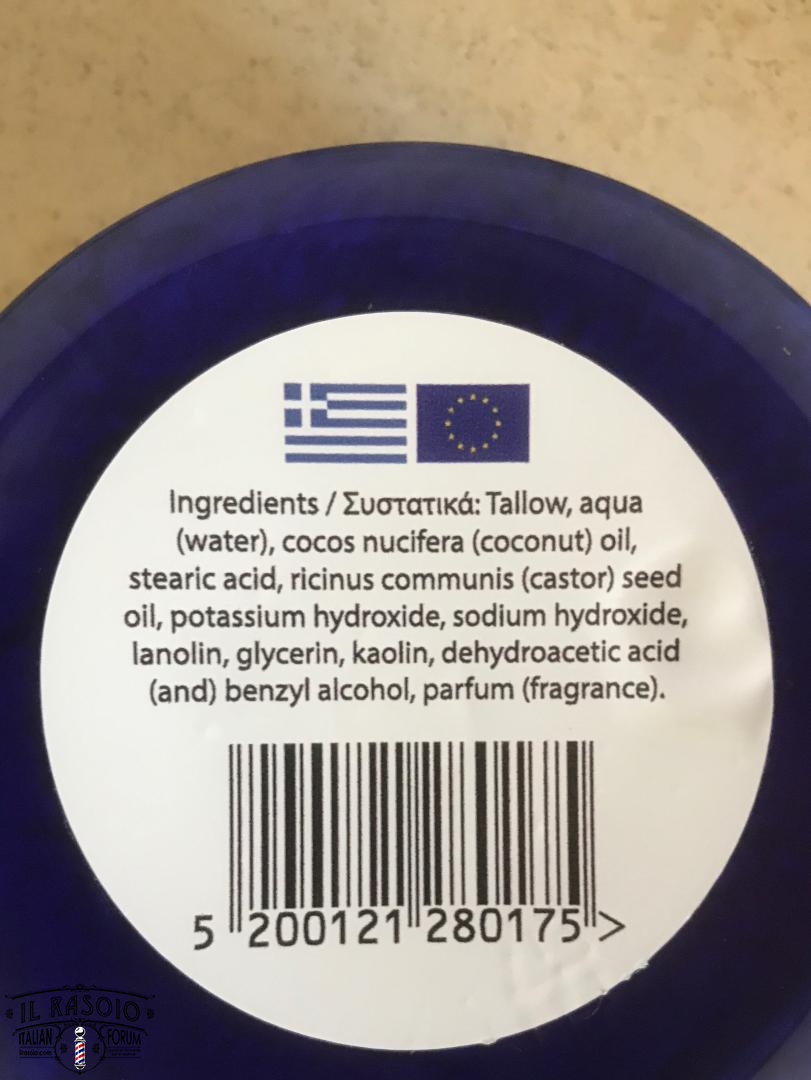 Ingredients / Συστατικά: Tallow, aqua
(water), cocos nucifera (coconut) oil,
stearic acid, ricinus communis (castor) seed
oil, potassium hydroxide, sodium hydroxide,
lanolin, glycerin, kaolin, dehydroacetic acid
(and) benzyl alcohol, parfum (fragrance).
5 200121 280175 >
IL RASOIO
ITALIAN FORUM